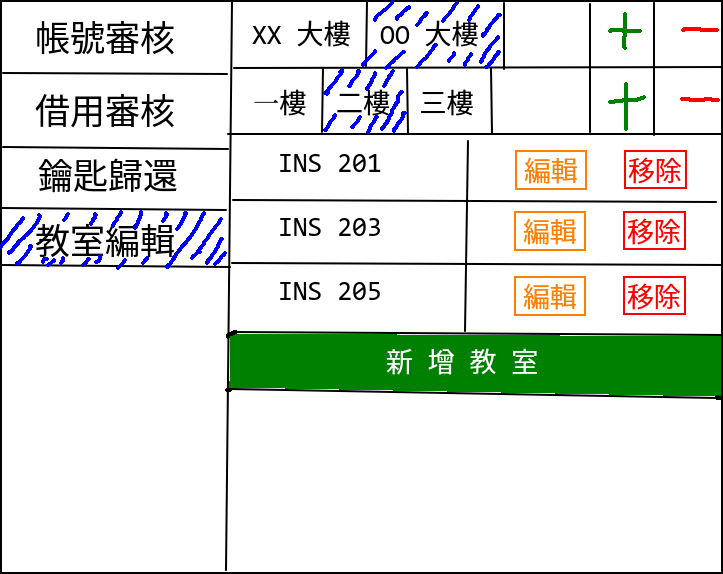 帳號審核
借用審核
鑰匙歸還
教室編輯
XX 大樓 OO 大樓 + −
一樓 二樓 三樓 + −
INS 201 編輯 移除
INS 203 編輯 移除
INS 205 編輯 移除
新增教室